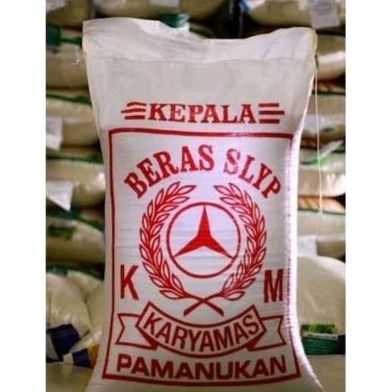 KEPALA
BERAS SLYP
K M
KARYAMAS
PAMANUKAN